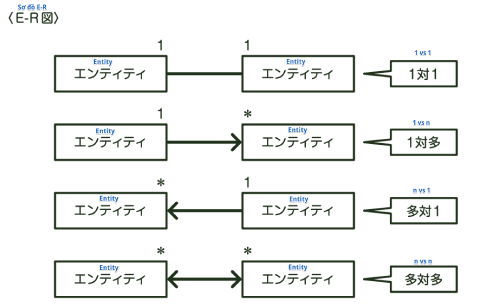 Sơ đồ E-R
〈E-R図〉
1 1
Entity Entity 1 vs 1
エンティティ エンティティ 1対1
1 *
Entity Entity 1 vs n
エンティティ エンティティ 1対多
* 1
Entity Entity n vs 1
エンティティ エンティティ 多対1
* *
Entity Entity n vs n
エンティティ エンティティ 多対多